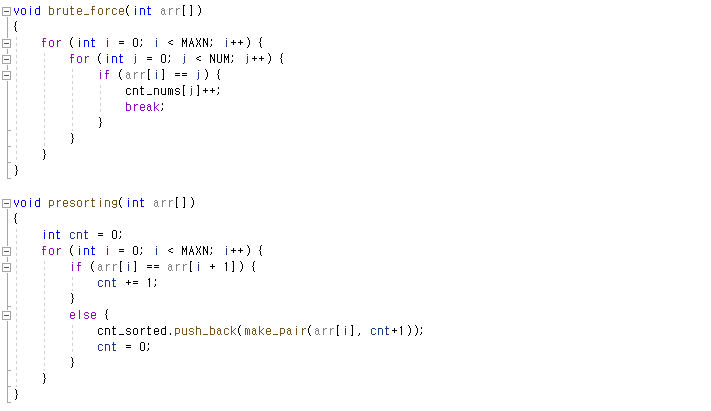 void brute_force(int arr[])
{
    for (int i = 0; i < MAXN; i++) {
        for (int j = 0; j < NUM; j++) {
            if (arr[i] == j) {
                cnt_nums[j]++;
                break;
            }
        }
    }
}
void presorting(int arr[])
{
    int cnt = 0;
    for (int i = 0; i < MAXN; i++) {
        if (arr[i] == arr[i + 1]) {
            cnt += 1;
        }
        else {
            cnt_sorted.push_back(make_pair(arr[i], cnt+1));
            cnt = 0;
        }
    }
}